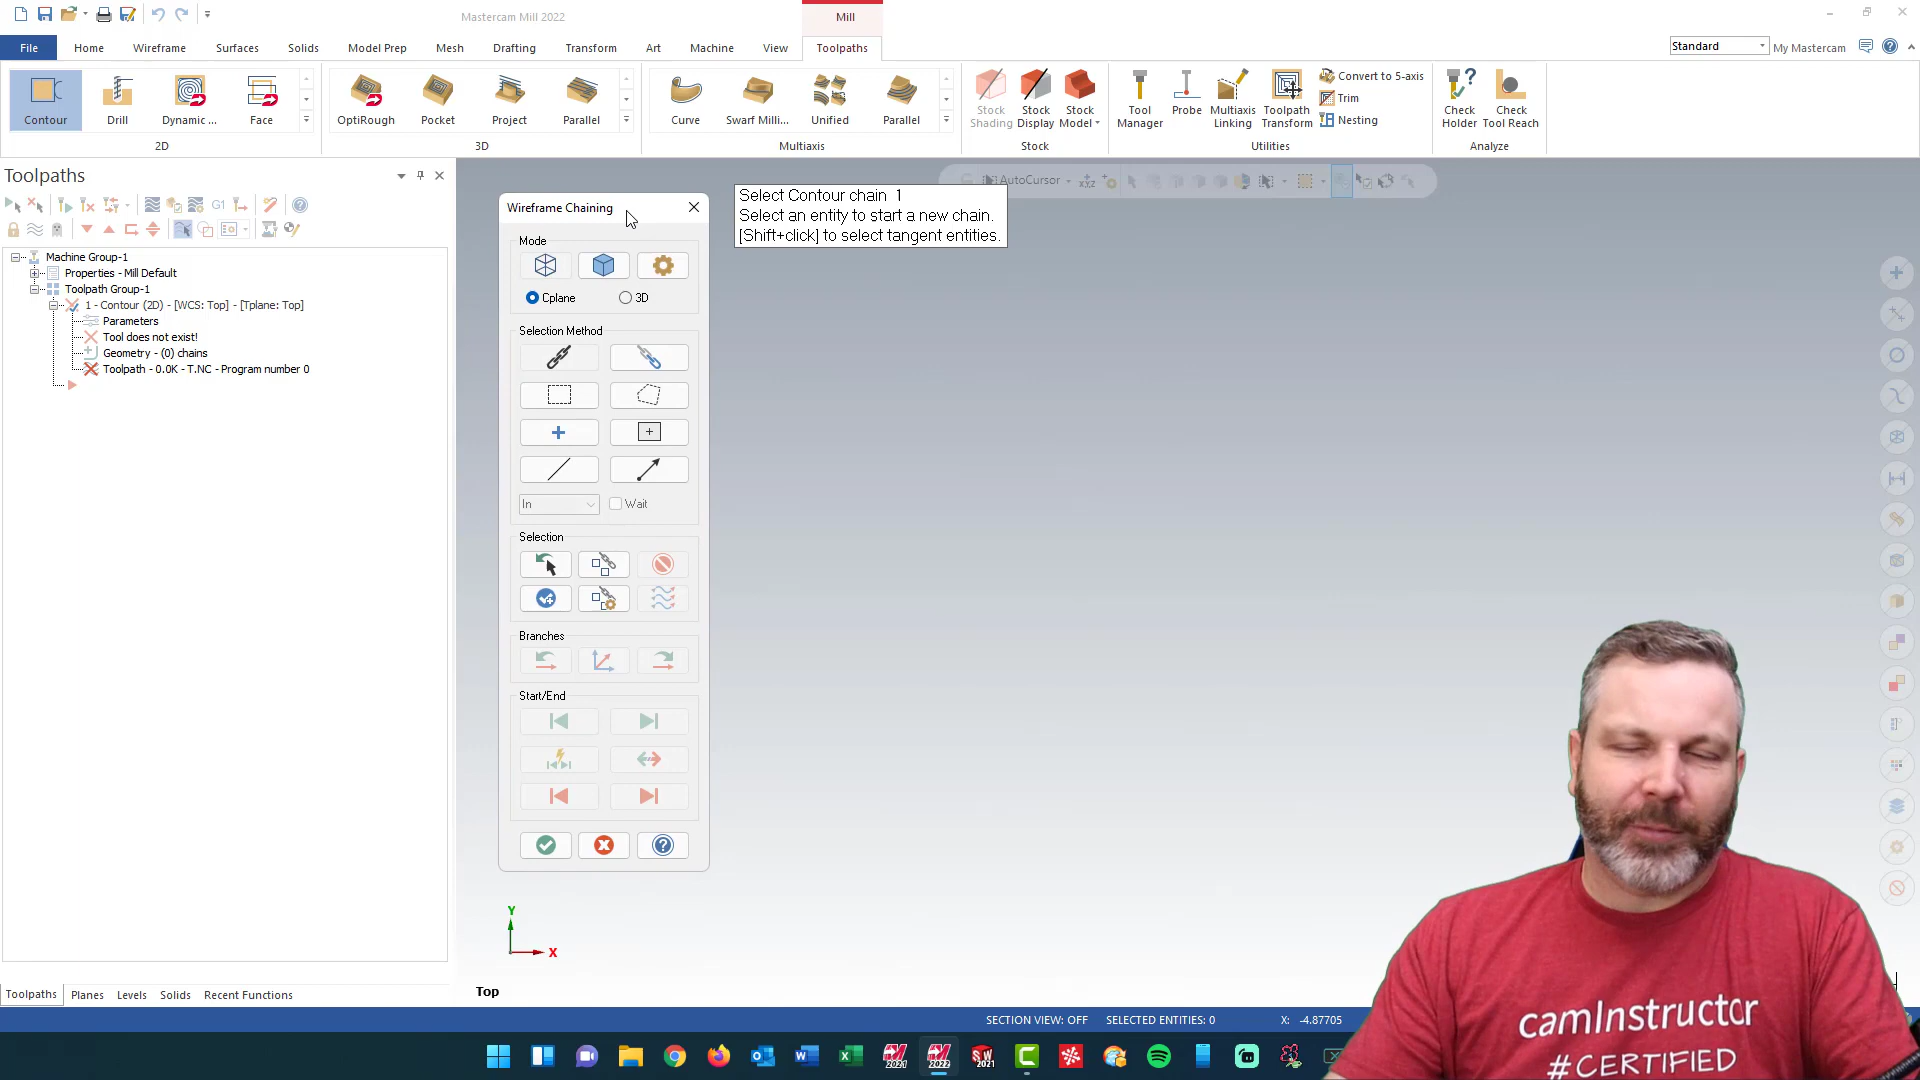 Mastercam Mill 2022
Mill
File
Home
Wireframe
Surfaces
Solids
Model Prep
Mesh
Drafting
Transform
Art
Machine
View
Toolpaths
Standard
My Mastercam
Contour
Drill
Dynamic ...
Face
2D
OptiRough
Pocket
Project
Parallel
3D
Curve
Swarf Milli...
Unified
Parallel
Multiaxis
Stock Shading
Stock Display
Stock Model
Stock
Tool Manager
Probe
Multiaxis Linking
Toolpath Transform
Convert to 5-axis
Trim
Nesting
Utilities
Check Holder
Check Tool Reach
Analyze
Toolpaths
G1
Machine Group-1
Properties - Mill Default
Toolpath Group-1
1 - Contour (2D) - [WCS: Top] - [Tplane: Top]
Parameters
Tool does not exist!
Geometry - (0) chains
Toolpath - 0.0K - T.NC - Program number 0
Wireframe Chaining
Mode
Cplane
3D
Selection Method
In
Wait
Selection
Branches
Start/End
AutoCursor
Select Contour chain 1
Select an entity to start a new chain.
[Shift+click] to select tangent entities.
Y
X
Top
Toolpaths
Planes
Levels
Solids
Recent Functions
SECTION VIEW: OFF
SELECTED ENTITIES: 0
X: -4.87705
2021
2022
SW
2021
camInstructor
#CERTIFIED